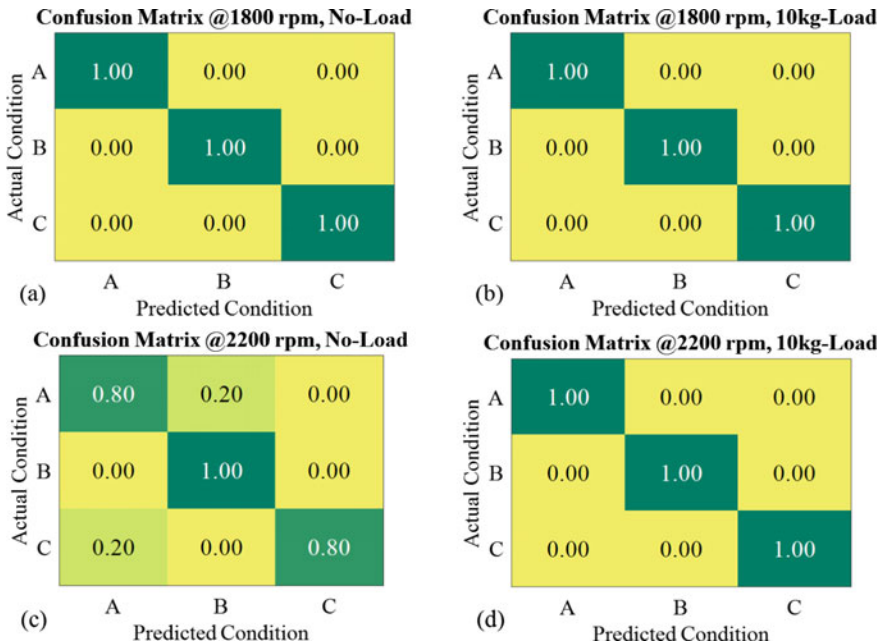 Confusion Matrix @1800 rpm, No-Load
Actual Condition
A 1.00 0.00 0.00
B 0.00 1.00 0.00
C 0.00 0.00 1.00
A B C
(a) Predicted Condition
Confusion Matrix @1800 rpm, 10kg-Load
Actual Condition
A 1.00 0.00 0.00
B 0.00 1.00 0.00
C 0.00 0.00 1.00
A B C
(b) Predicted Condition
Confusion Matrix @2200 rpm, No-Load
Actual Condition
A 0.80 0.20 0.00
B 0.00 1.00 0.00
C 0.20 0.00 0.80
A B C
(c) Predicted Condition
Confusion Matrix @2200 rpm, 10kg-Load
Actual Condition
A 1.00 0.00 0.00
B 0.00 1.00 0.00
C 0.00 0.00 1.00
A B C
(d) Predicted Condition